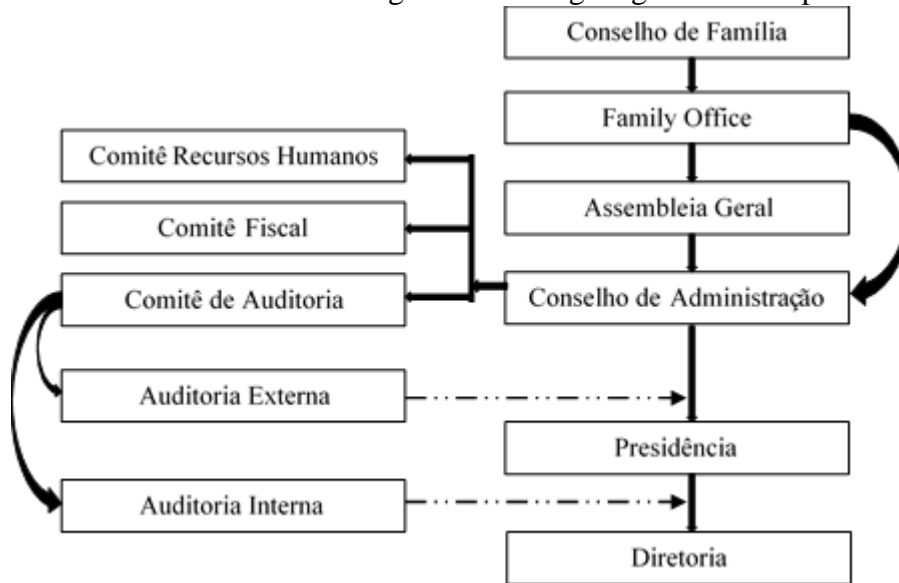 Conselho de Família
Family Office
Comitê Recursos Humanos
Assembleia Geral
Comitê Fiscal
Comitê de Auditoria
Conselho de Administração
Auditoria Externa
Presidência
Auditoria Interna
Diretoria